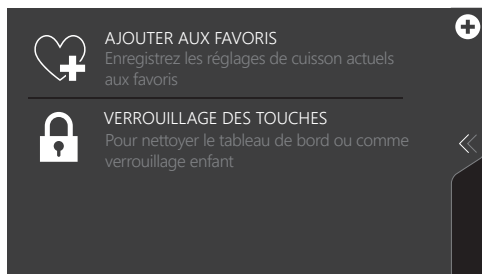 AJOUTER AUX FAVORIS
Enregistrez les réglages de cuisson actuels
aux favoris
VERROUILLAGE DES TOUCHES
Pour nettoyer le tableau de bord ou comme
verrouillage enfant